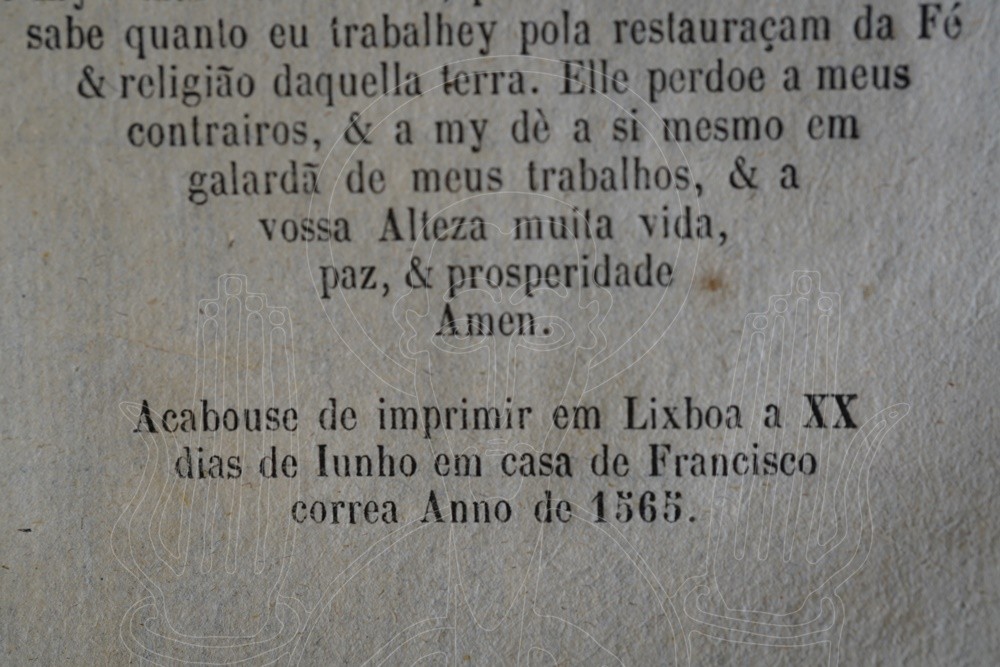 sabe quanto eu trabalhey pola restauraçam da Fé
& religião daquella terra. Elle perdoe a meus
contrairos, & a my dè a si mesmo em
galardã de meus trabalhos, & a
vossa Alteza muita vida,
paz, & prosperidade
Amen.
Acabouse de imprimir em Lixboa a XX
dias de Iunho em casa de Francisco
correa Anno de 1565.